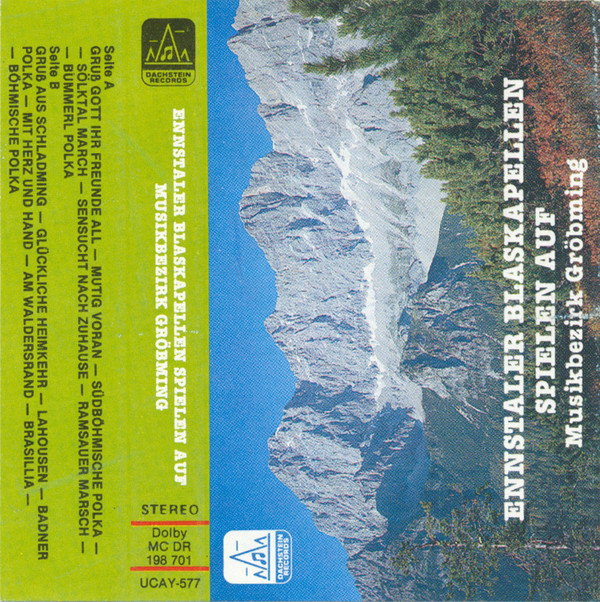 Seite A
GRUß GOTT IHR FREUNDE ALL — MUTIG VORAN — SÜDBÖHMISCHE POLKA —
— SÖLKTAL MARCH — SENSUCHT NACH ZUHAUSE — RAMSAUER MARSCH —
— BUMMERL POLKA
Seite B
GRUß AUS SCHLADMING — GLÜCKLICHE HEIMKEHR — LAHOUSEN — BADNER
POLKA — MIT HERZ UND HAND — AM WALDERSRAND — BRASILLIA —
— BÖHMISCHE POLKA
DACHSTEIN
RECORDS
ENNSTALER BLASKAPELLEN SPIELEN AUF
MUSIKBEZIRK GRÖBMING
STEREO
Dolby
MC DR
198 701
UCAY-577
ENNSTALER BLASKAPELLEN
SPIELEN AUF
Musikbezirk Gröbming
DACHSTEIN
RECORDS